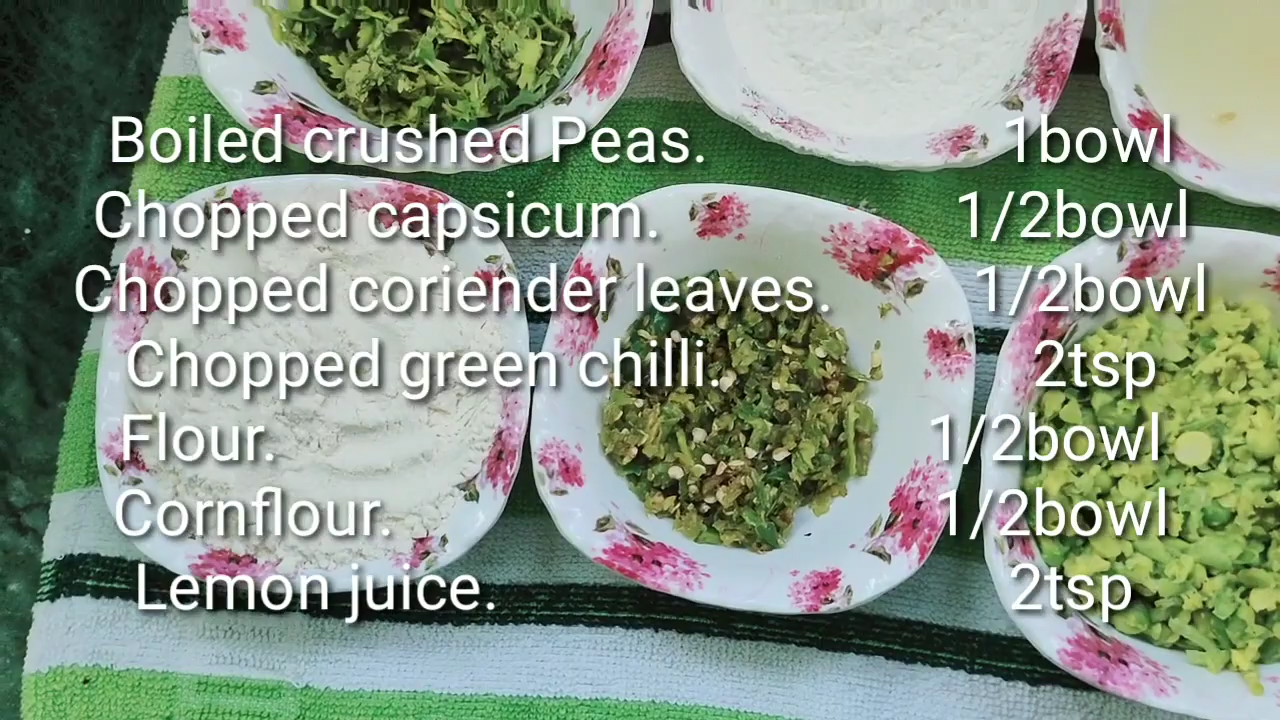 Boiled crushed Peas. 1bowl
Chopped capsicum. 1/2bowl
Chopped coriender leaves. 1/2bowl
Chopped green chilli. 2tsp
Flour. 1/2bowl
Cornflour. 1/2bowl
Lemon juice. 2tsp